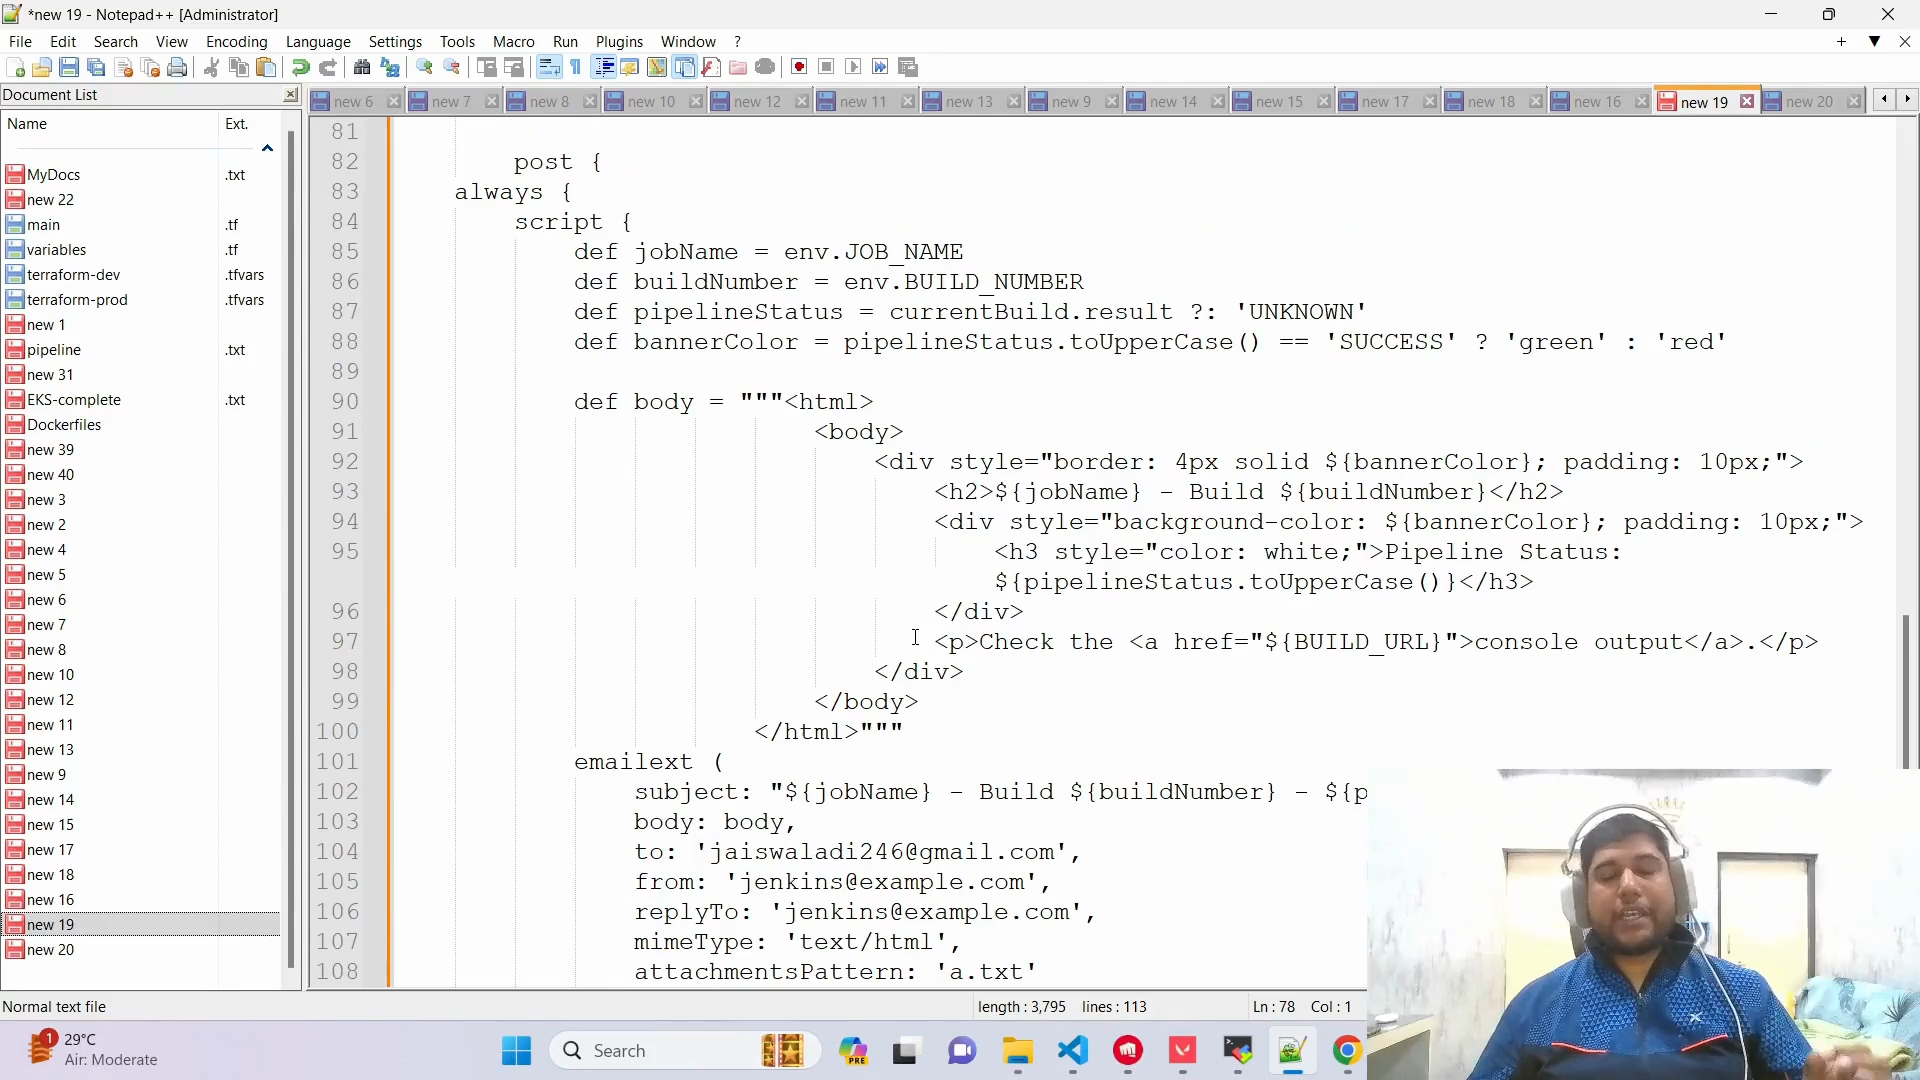 *new 19 - Notepad++ [Administrator]
File Edit Search View Encoding Language Settings Tools Macro Run Plugins Window ?
Document List
new 6 new 7 new 8 new 10 new 12 new 11 new 13 new 9 new 14 new 15 new 17 new 18 new 16 new 19 new 20
Name Ext.
MyDocs .txt
new 22
main .tf
variables .tf
terraform-dev .tfvars
terraform-prod .tfvars
new 1
pipeline .txt
new 31
EKS-complete .txt
Dockerfiles
new 39
new 40
new 3
new 2
new 4
new 5
new 6
new 7
new 8
new 10
new 12
new 11
new 13
new 9
new 14
new 15
new 17
new 18
new 16
new 19
new 20
81
82 post {
83 always {
84 script {
85 def jobName = env.JOB_NAME
86 def buildNumber = env.BUILD_NUMBER
87 def pipelineStatus = currentBuild.result ?: 'UNKNOWN'
88 def bannerColor = pipelineStatus.toUpperCase() == 'SUCCESS' ? 'green' : 'red'
89
90 def body = """<html>
91 <body>
92 <div style="border: 4px solid ${bannerColor}; padding: 10px;">
93 <h2>${jobName} - Build ${buildNumber}</h2>
94 <div style="background-color: ${bannerColor}; padding: 10px;">
95 <h3 style="color: white;">Pipeline Status:
${pipelineStatus.toUpperCase()}</h3>
96 </div>
97 <p>Check the <a href="${BUILD_URL}">console output</a>.</p>
98 </div>
99 </body>
100 </html>"""
101 emailext (
102 subject: "${jobName} - Build ${buildNumber} - ${p
103 body: body,
104 to: 'jaiswaladi246@gmail.com',
105 from: 'jenkins@example.com',
106 replyTo: 'jenkins@example.com',
107 mimeType: 'text/html',
108 attachmentsPattern: 'a.txt'
Normal text file length : 3,795 lines : 113 Ln : 78 Col : 1
1 29°C
Air: Moderate
Search
PRE